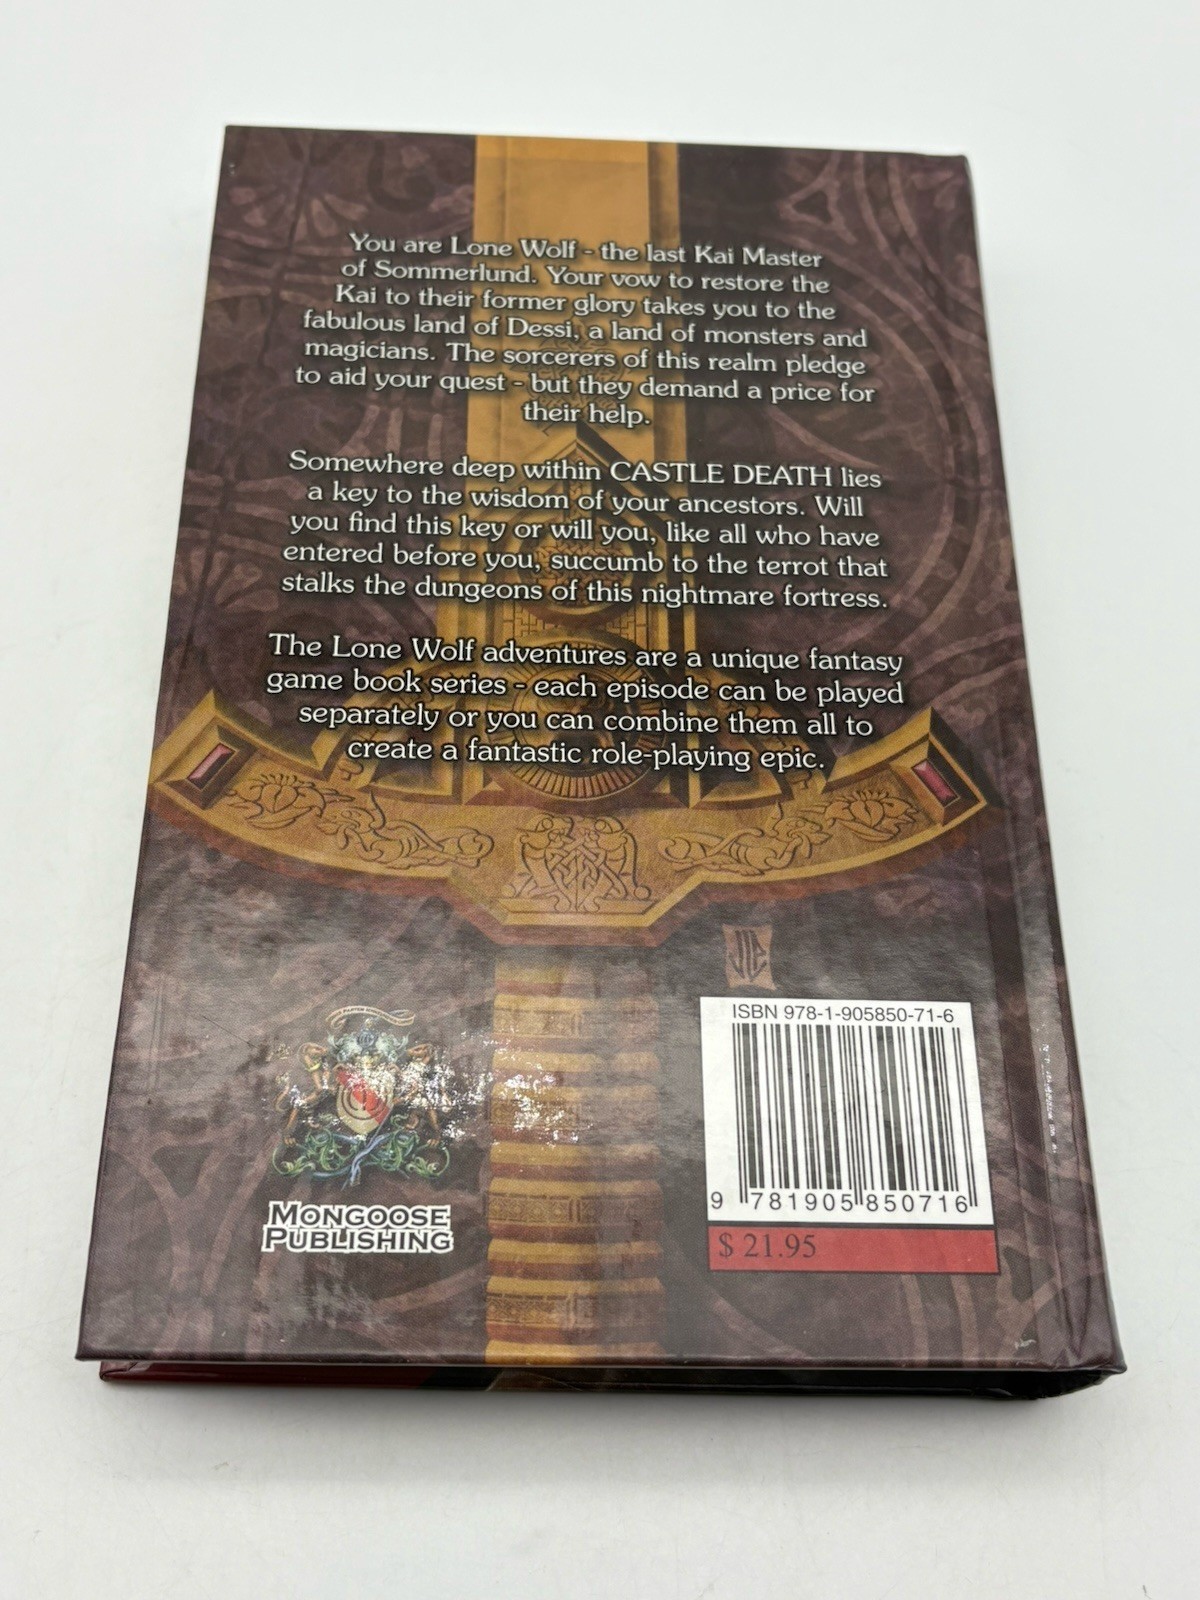 You are Lone Wolf - the last Kai Master
of Sommerlund. Your vow to restore the
Kai to their former glory takes you to the
fabulous land of Dessi, a land of monsters and
magicians. The sorcerers of this realm pledge
to aid your quest - but they demand a price for
their help.
Somewhere deep within CASTLE DEATH lies
a key to the wisdom of your ancestors. Will
you find this key or will you, like all who have
entered before you, succumb to the terrot that
stalks the dungeons of this nightmare fortress.
The Lone Wolf adventures are a unique fantasy
game book series - each episode can be played
separately or you can combine them all to
create a fantastic role-playing epic.
ISBN 978-1-905850-71-6
9 781905 850716
$ 21.95
MONGOOSE
PUBLISHING